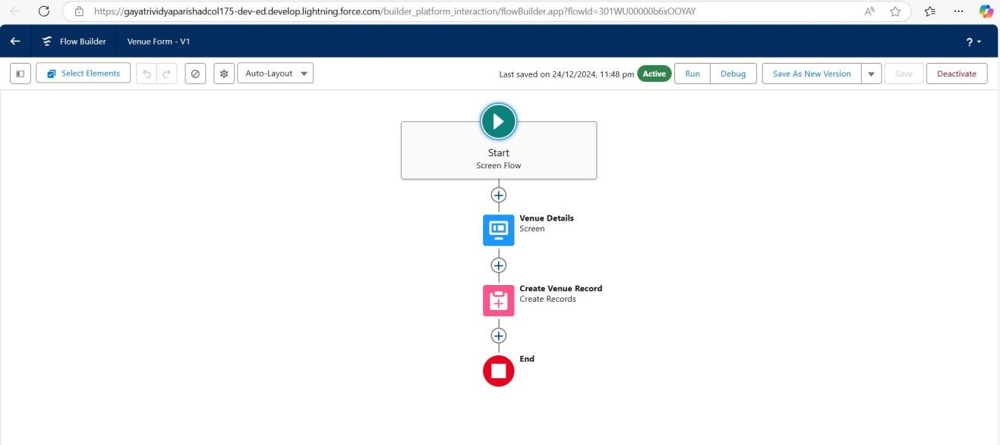 https://gayatrividyaparishadcol175-dev-ed.develop.lightning.force.com/builder_platform_interaction/flowBuilder.app?flowId=301WU00000b6xOOYAY
Flow Builder Venue Form - V1 ?
Select Elements Auto-Layout Last saved on 24/12/2024, 11:48 pm Active Run Debug Save As New Version Save Deactivate
Start
Screen Flow
Venue Details
Screen
Create Venue Record
Create Records
End